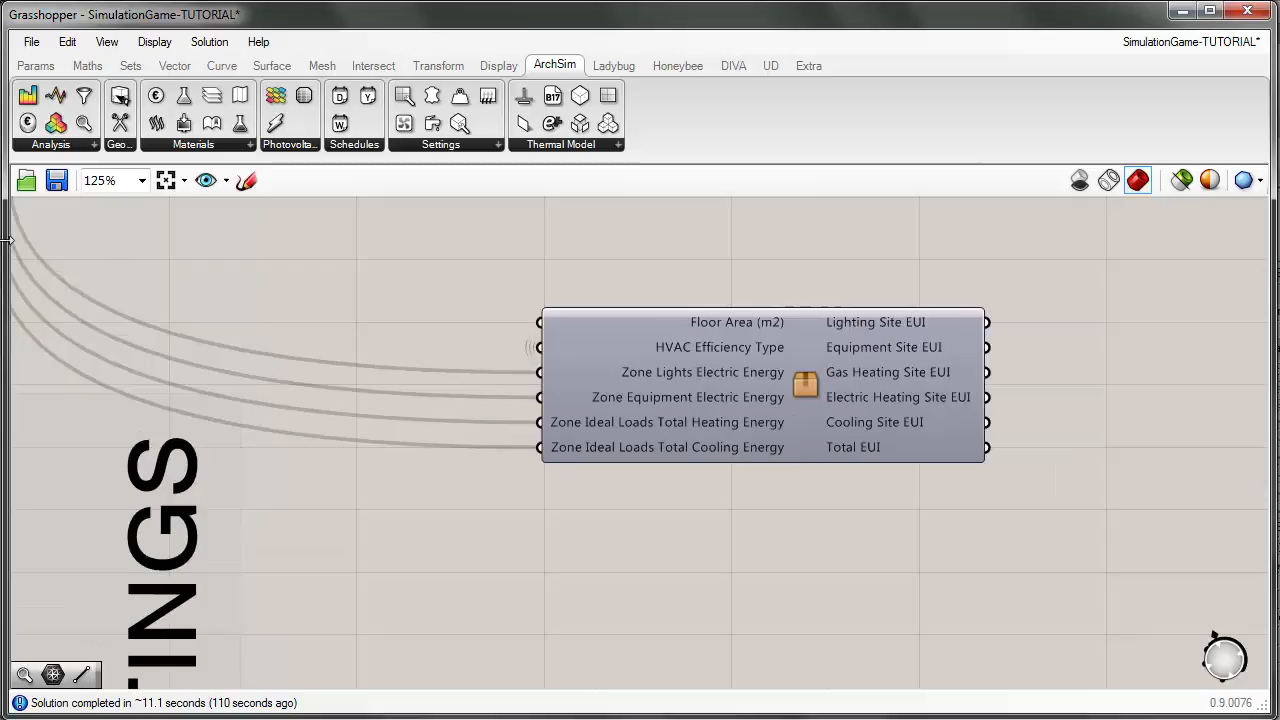 Grasshopper - SimulationGame-TUTORIAL*
File Edit View Display Solution Help
SimulationGame-TUTORIAL*
Params Maths Sets Vector Curve Surface Mesh Intersect Transform Display ArchSim Ladybug Honeybee DIVA UD Extra
D Y B17
W
Analysis Geo... Materials Photovolta... Schedules Settings Thermal Model
125%
Floor Area (m2) Lighting Site EUI
HVAC Efficiency Type Equipment Site EUI
Zone Lights Electric Energy Gas Heating Site EUI
Zone Equipment Electric Energy Electric Heating Site EUI
Zone Ideal Loads Total Heating Energy Cooling Site EUI
Zone Ideal Loads Total Cooling Energy Total EUI
TINGS
Solution completed in ~11.1 seconds (110 seconds ago)
0.9.0076